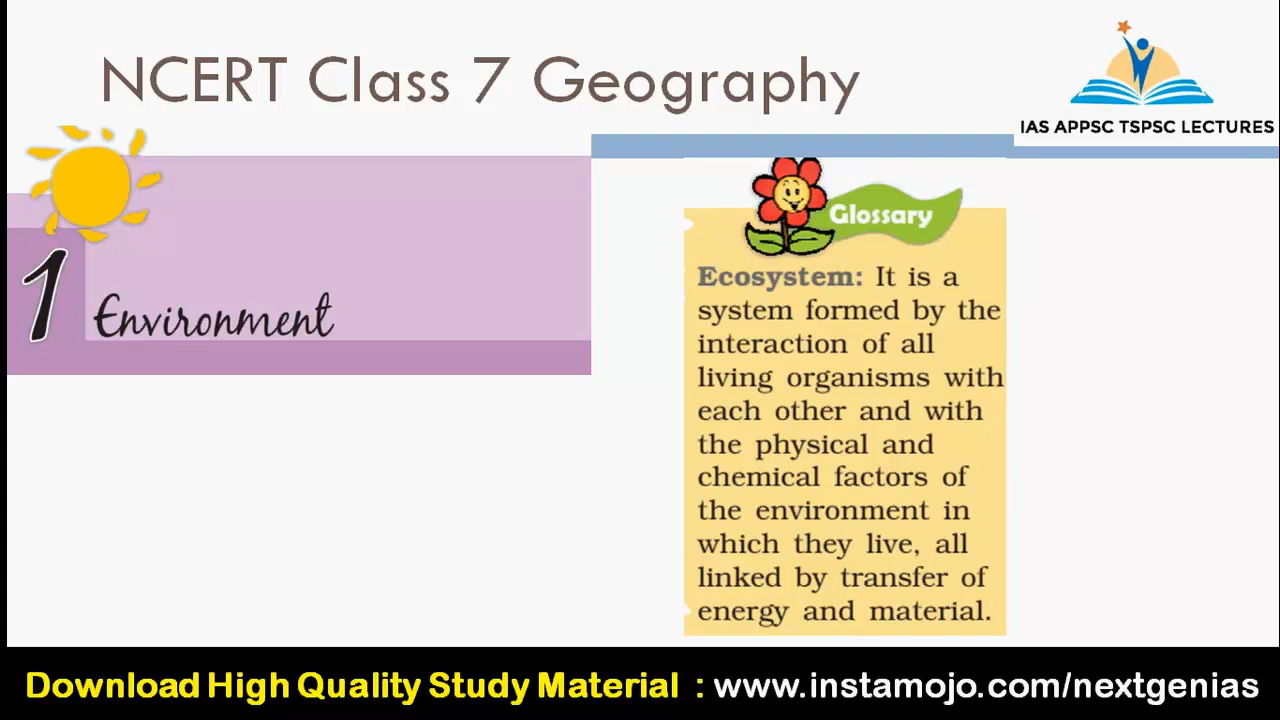 NCERT Class 7 Geography
IAS APPSC TSPSC LECTURES
1
Environment
Glossary
Ecosystem: It is a
system formed by the
interaction of all
living organisms with
each other and with
the physical and
chemical factors of
the environment in
which they live, all
linked by transfer of
energy and material.
Download High Quality Study Material : www.instamojo.com/nextgenias